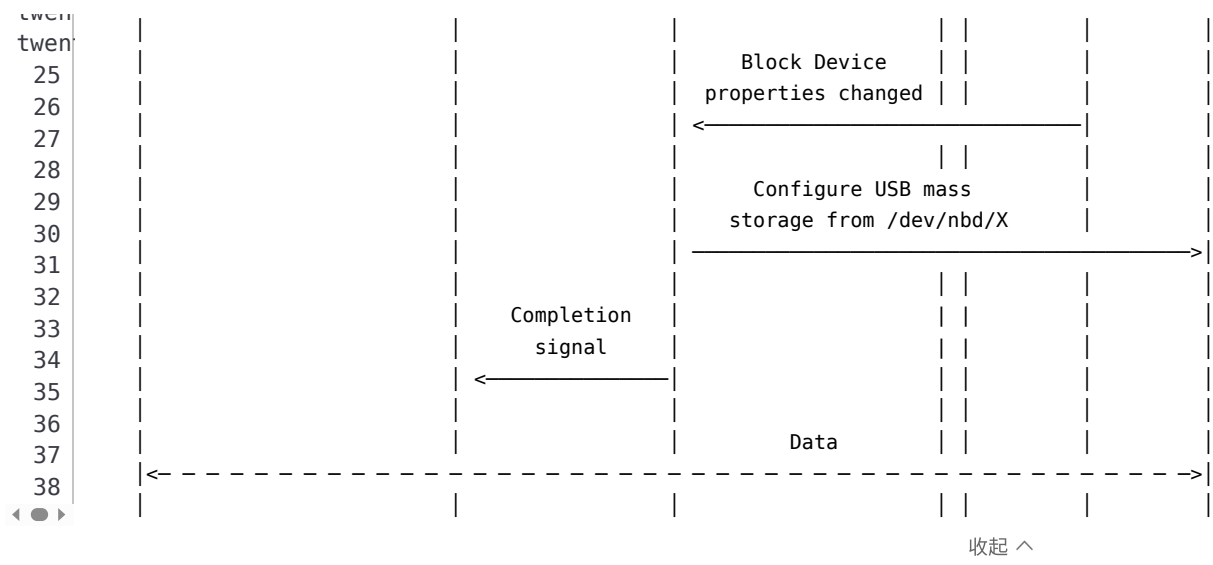 twen
25
Block Device
26
properties changed
27
28
29
Configure USB mass
30
storage from /dev/nbd/X
31
32
33
Completion
34
signal
35
36
37
Data
38
收起